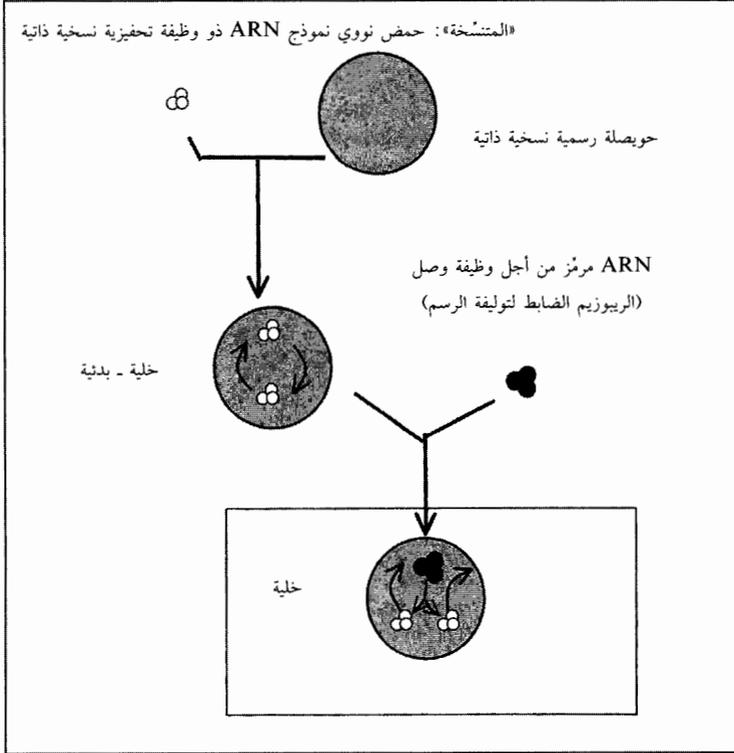 «المتنسّخة»: حمض نووي نموذج ARN ذو وظيفة تحفيزية نسخية ذاتية
حويصلة رسمية نسخية ذاتية
ARN مرمّز من أجل وظيفة وصل
(الريبوزيم الضابط لتوليفة الرسم)
خلية ـ بدئية
خلية